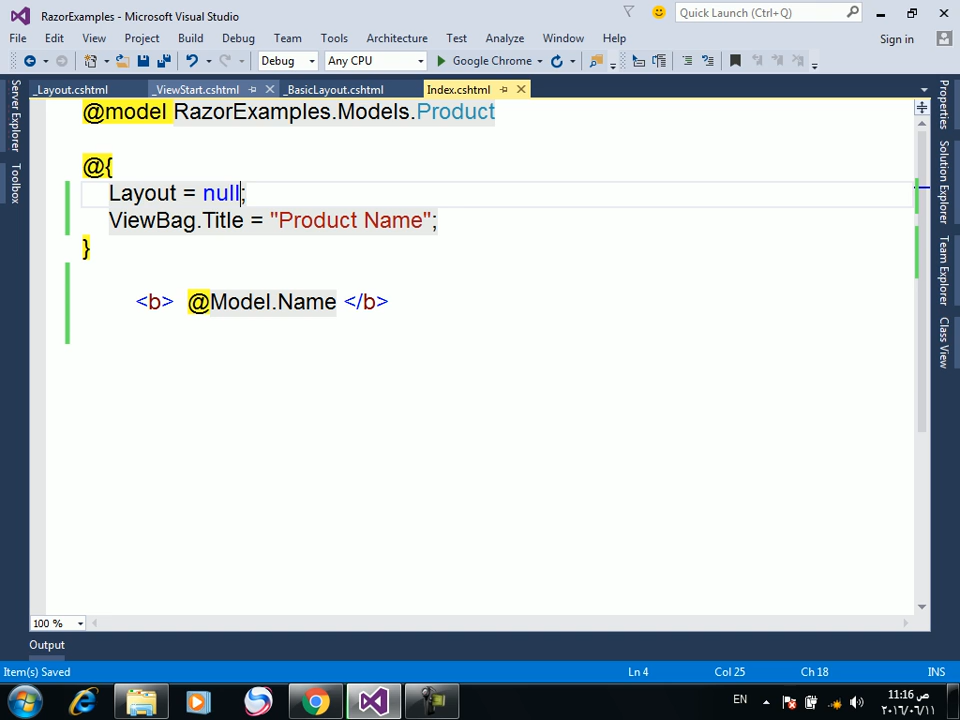 RazorExamples - Microsoft Visual Studio
Quick Launch (Ctrl+Q)
File Edit View Project Build Debug Team Tools Architecture Test Analyze Window Help Sign in
Debug Any CPU Google Chrome
_Layout.cshtml _ViewStart.cshtml _BasicLayout.cshtml Index.cshtml
Server Explorer
Toolbox
@model RazorExamples.Models.Product
@{
Layout = null;
ViewBag.Title = "Product Name";
}
<b> @Model.Name </b>
Properties
Solution Explorer
Team Explorer
Class View
100 %
Output
Item(s) Saved Ln 4 Col 25 Ch 18 INS
EN
11:16 ص
٢٠١٦/٠٦/١١